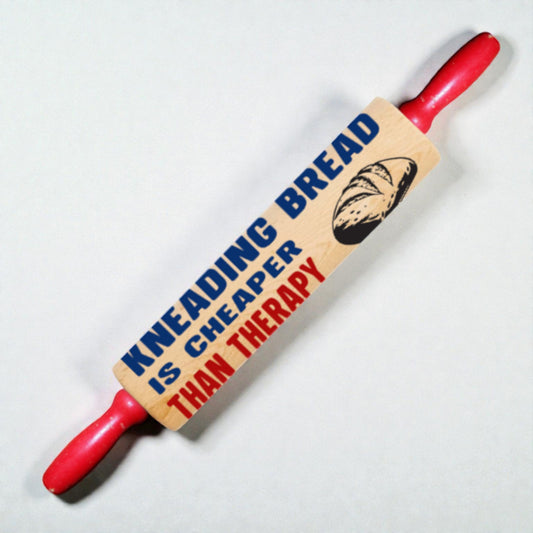 KNEADING BREAD
IS CHEAPER
THAN THERAPY